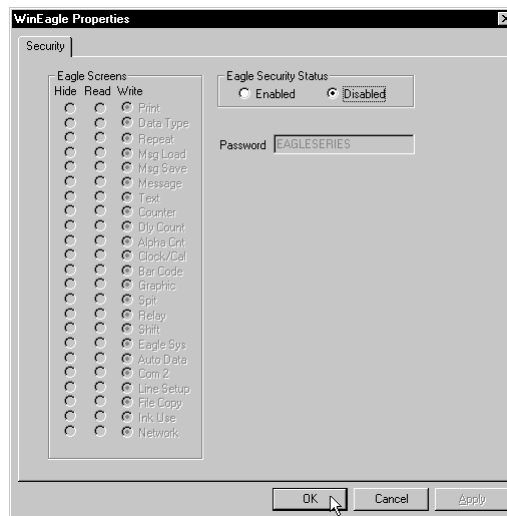 WinEagle Properties
Security
Eagle Screens
Hide Read Write
Print
Data Type
Repeat
Msg Load
Msg Save
Message
Text
Counter
Dly Count
Alpha Cnt
Clock/Cal
Bar Code
Graphic
Spit
Relay
Shift
Eagle Sys
Auto Data
Com 2
Line Setup
File Copy
Ink Use
Network
Eagle Security Status
Enabled Disabled
Password EAGLESERIES
OK Cancel Apply